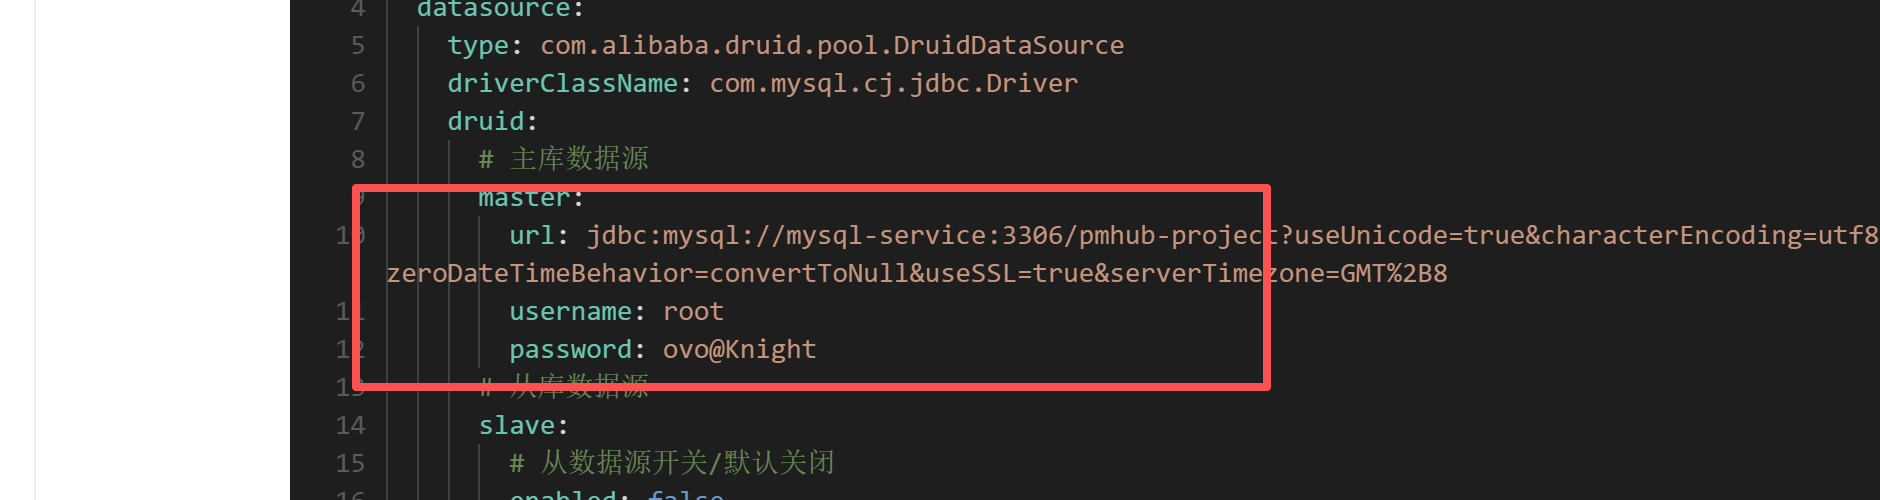 4 datasource:
5 type: com.alibaba.druid.pool.DruidDataSource
6 driverClassName: com.mysql.cj.jdbc.Driver
7 druid:
8 # 主库数据源
9 master:
10 url: jdbc:mysql://mysql-service:3306/pmhub-project?useUnicode=true&characterEncoding=utf8
zeroDateTimeBehavior=convertToNull&useSSL=true&serverTimezone=GMT%2B8
11 username: root
12 password: ovo@Knight
13 # 从库数据源
14 slave:
15 # 从数据源开关/默认关闭
16 enabled: false